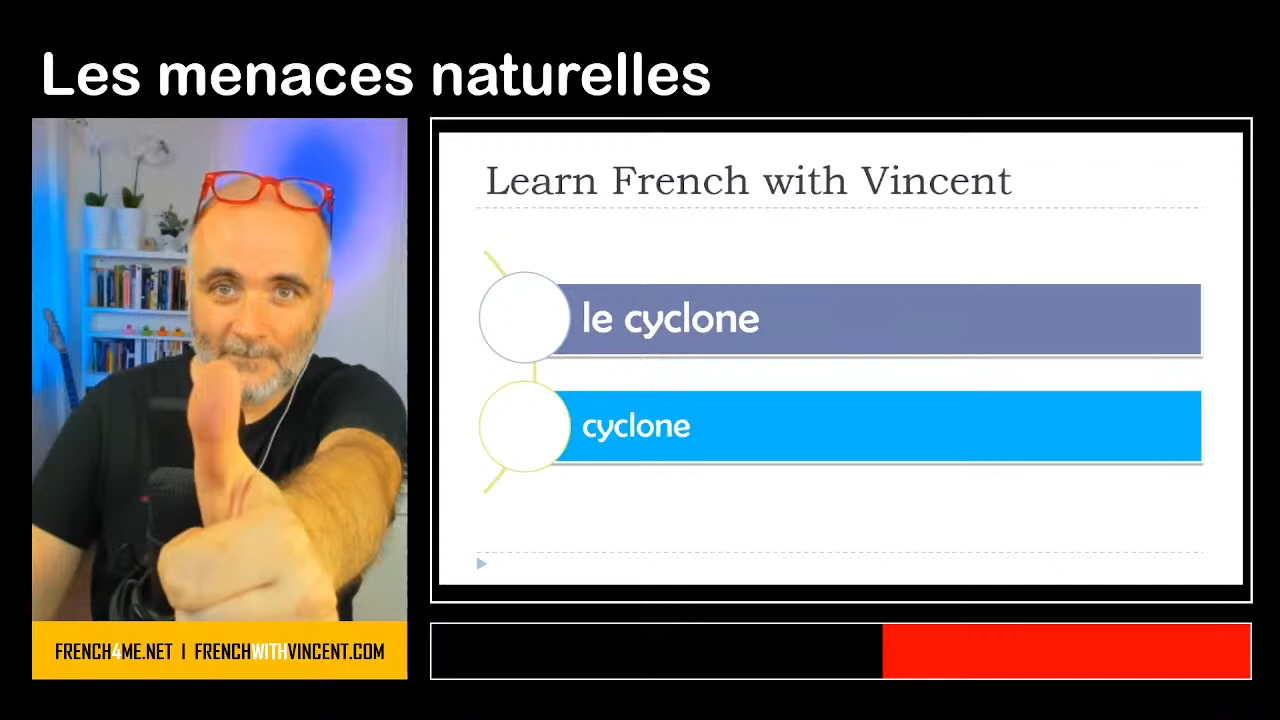 Les menaces naturelles
Learn French with Vincent
le cyclone
cyclone
FRENCH4ME.NET | FRENCHWITHVINCENT.COM